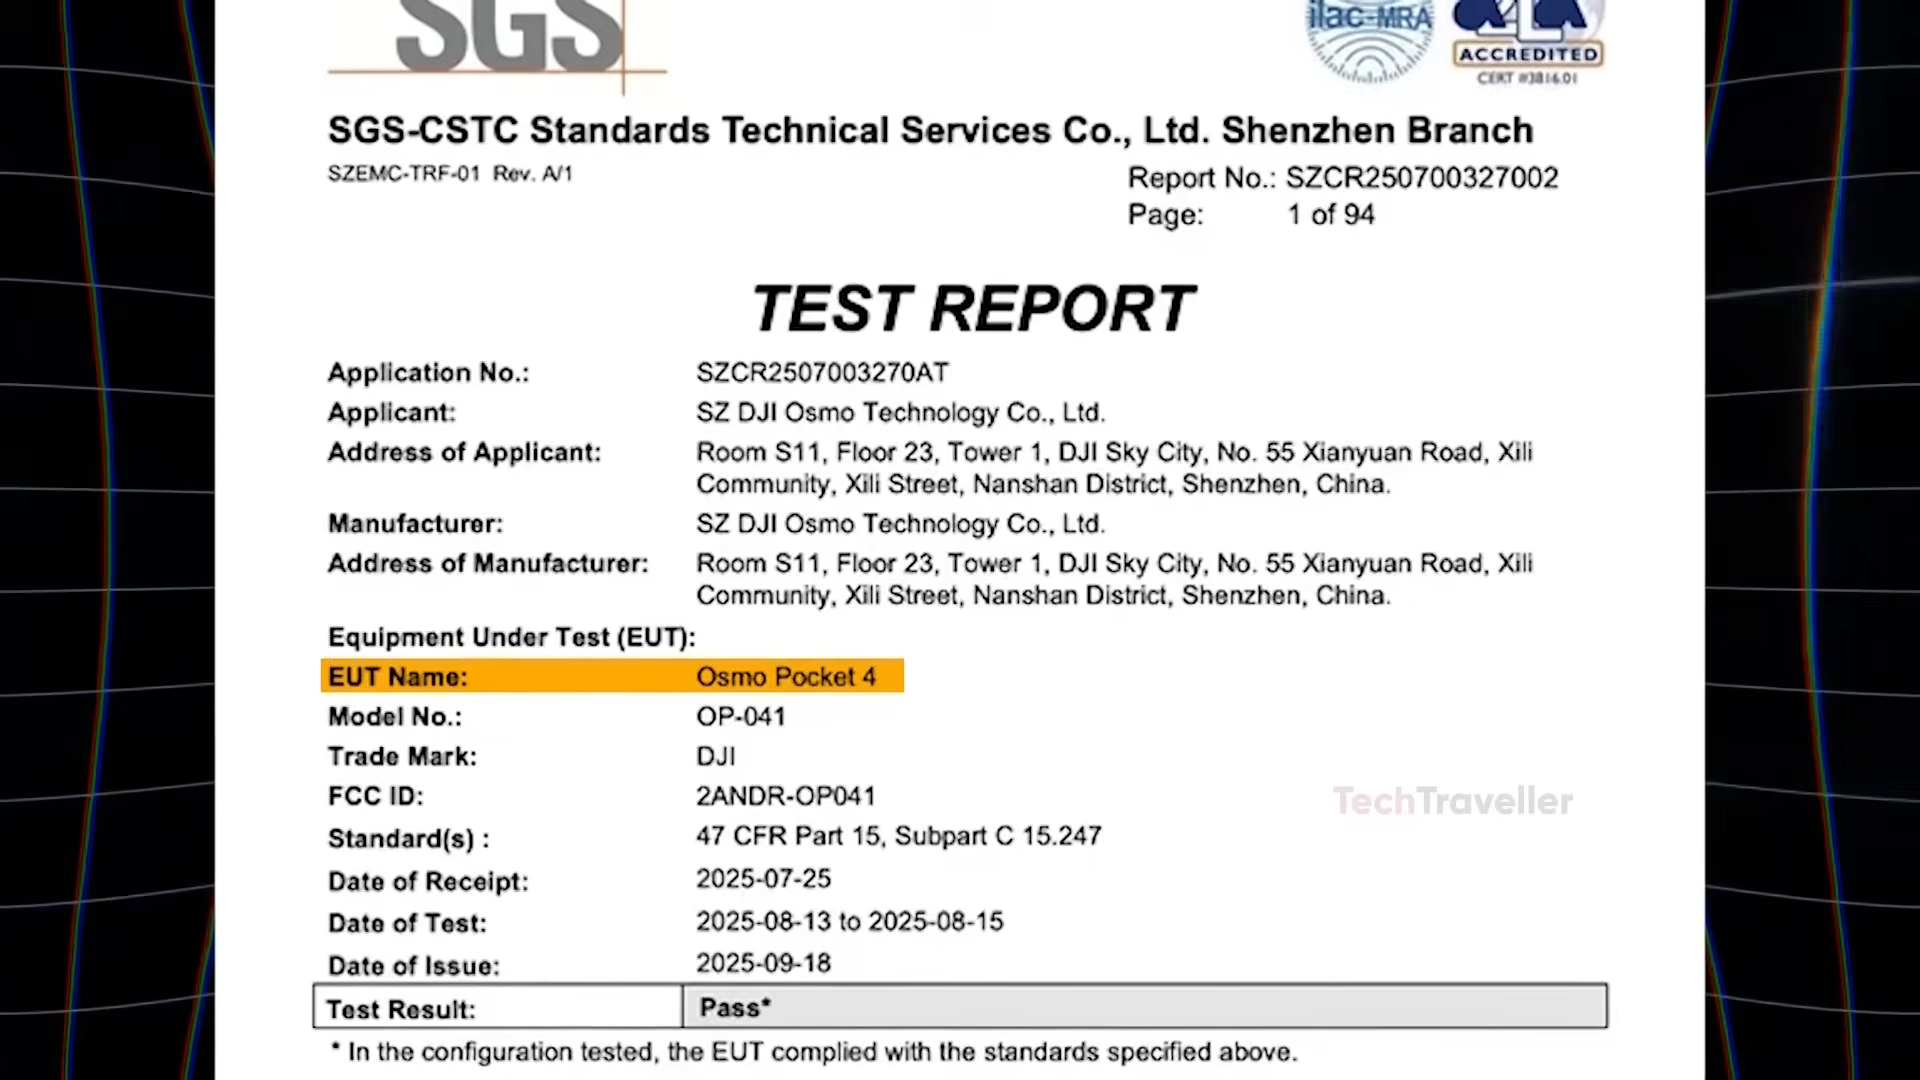 SGS
ilac-MRA
ACCREDITED
CERT #3816.01
SGS-CSTC Standards Technical Services Co., Ltd. Shenzhen Branch
SZEMC-TRF-01 Rev. A/1
Report No.: SZCR250700327002
Page: 1 of 94
TEST REPORT
Application No.: SZCR2507003270AT
Applicant: SZ DJI Osmo Technology Co., Ltd.
Address of Applicant: Room S11, Floor 23, Tower 1, DJI Sky City, No. 55 Xianyuan Road, Xili
Community, Xili Street, Nanshan District, Shenzhen, China.
Manufacturer: SZ DJI Osmo Technology Co., Ltd.
Address of Manufacturer: Room S11, Floor 23, Tower 1, DJI Sky City, No. 55 Xianyuan Road, Xili
Community, Xili Street, Nanshan District, Shenzhen, China.
Equipment Under Test (EUT):
EUT Name: Osmo Pocket 4
Model No.: OP-041
Trade Mark: DJI
FCC ID: 2ANDR-OP041
TechTraveller
Standard(s) : 47 CFR Part 15, Subpart C 15.247
Date of Receipt: 2025-07-25
Date of Test: 2025-08-13 to 2025-08-15
Date of Issue: 2025-09-18
Test Result: Pass*
* In the configuration tested, the EUT complied with the standards specified above.